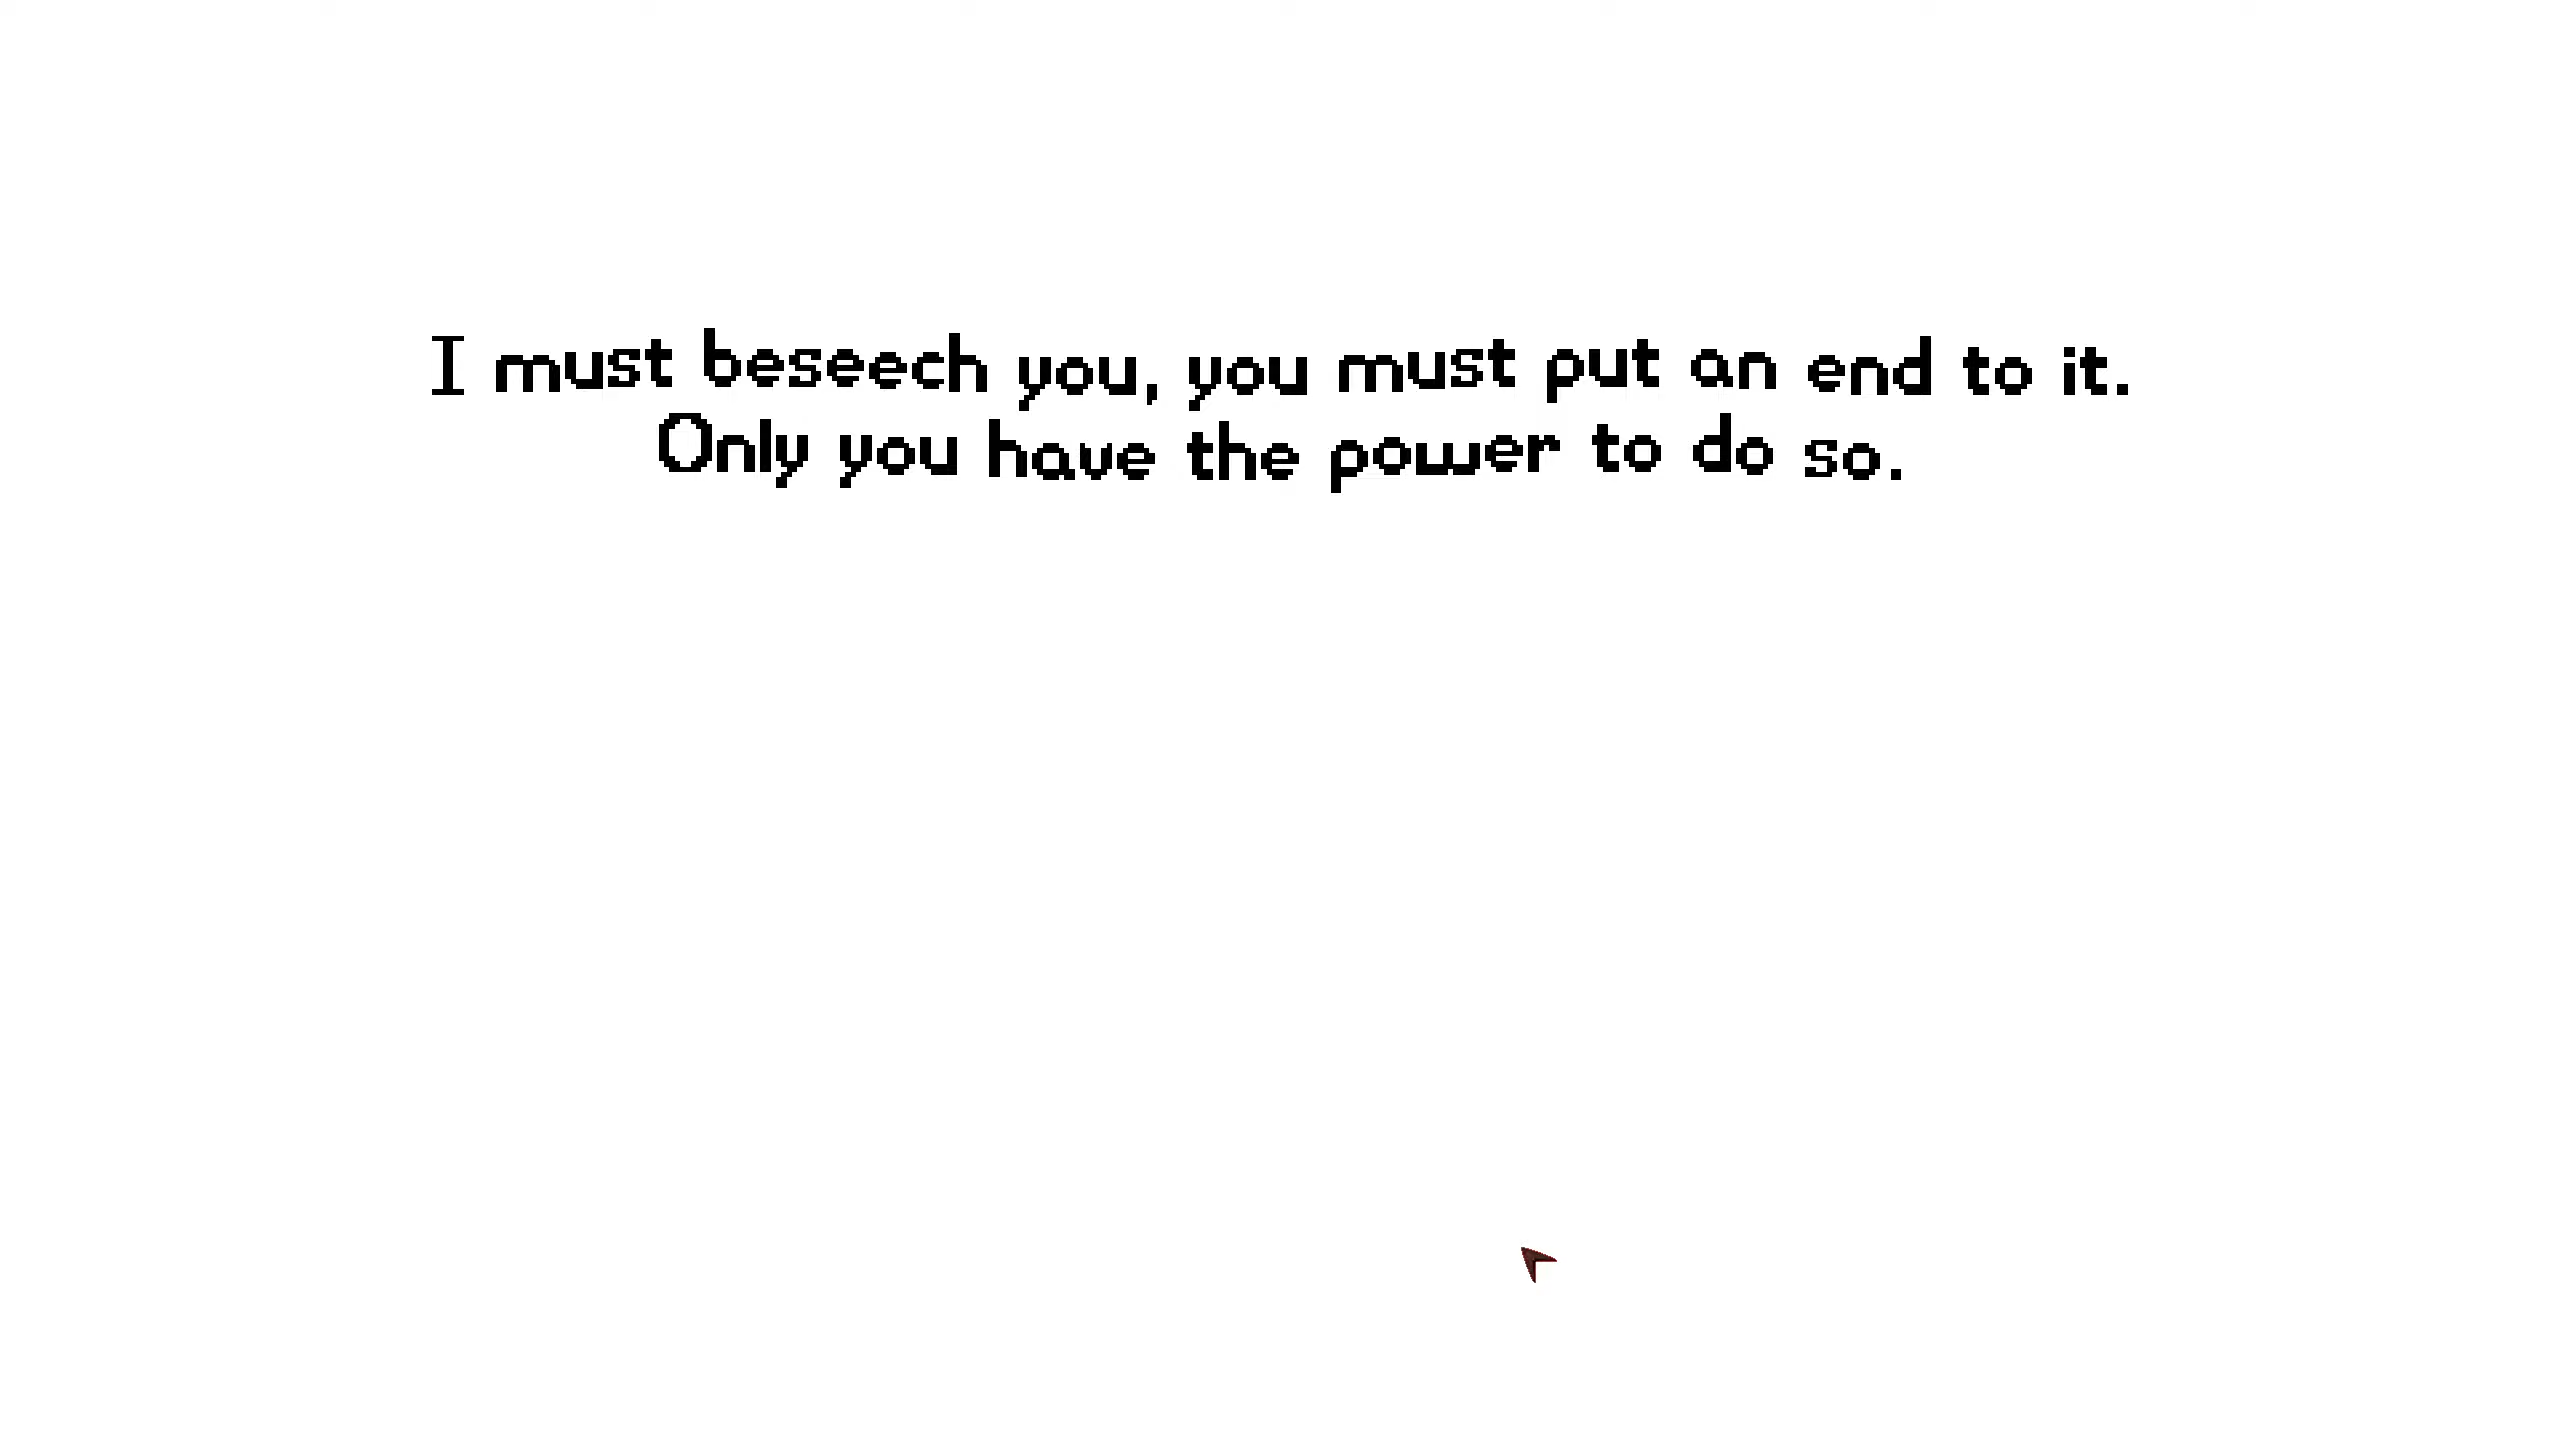 I must beseech you, you must put an end to it.
Only you have the power to do so.